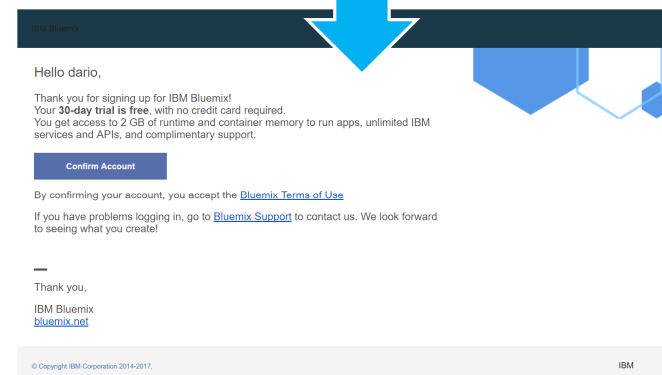 IBM Bluemix
Hello dario,
Thank you for signing up for IBM Bluemix!
Your 30-day trial is free, with no credit card required.
You get access to 2 GB of runtime and container memory to run apps, unlimited IBM
services and APIs, and complimentary support.
Confirm Account
By confirming your account, you accept the Bluemix Terms of Use
If you have problems logging in, go to Bluemix Support to contact us. We look forward
to seeing what you create!
Thank you,
IBM Bluemix
bluemix.net
© Copyright IBM Corporation 2014-2017.
IBM